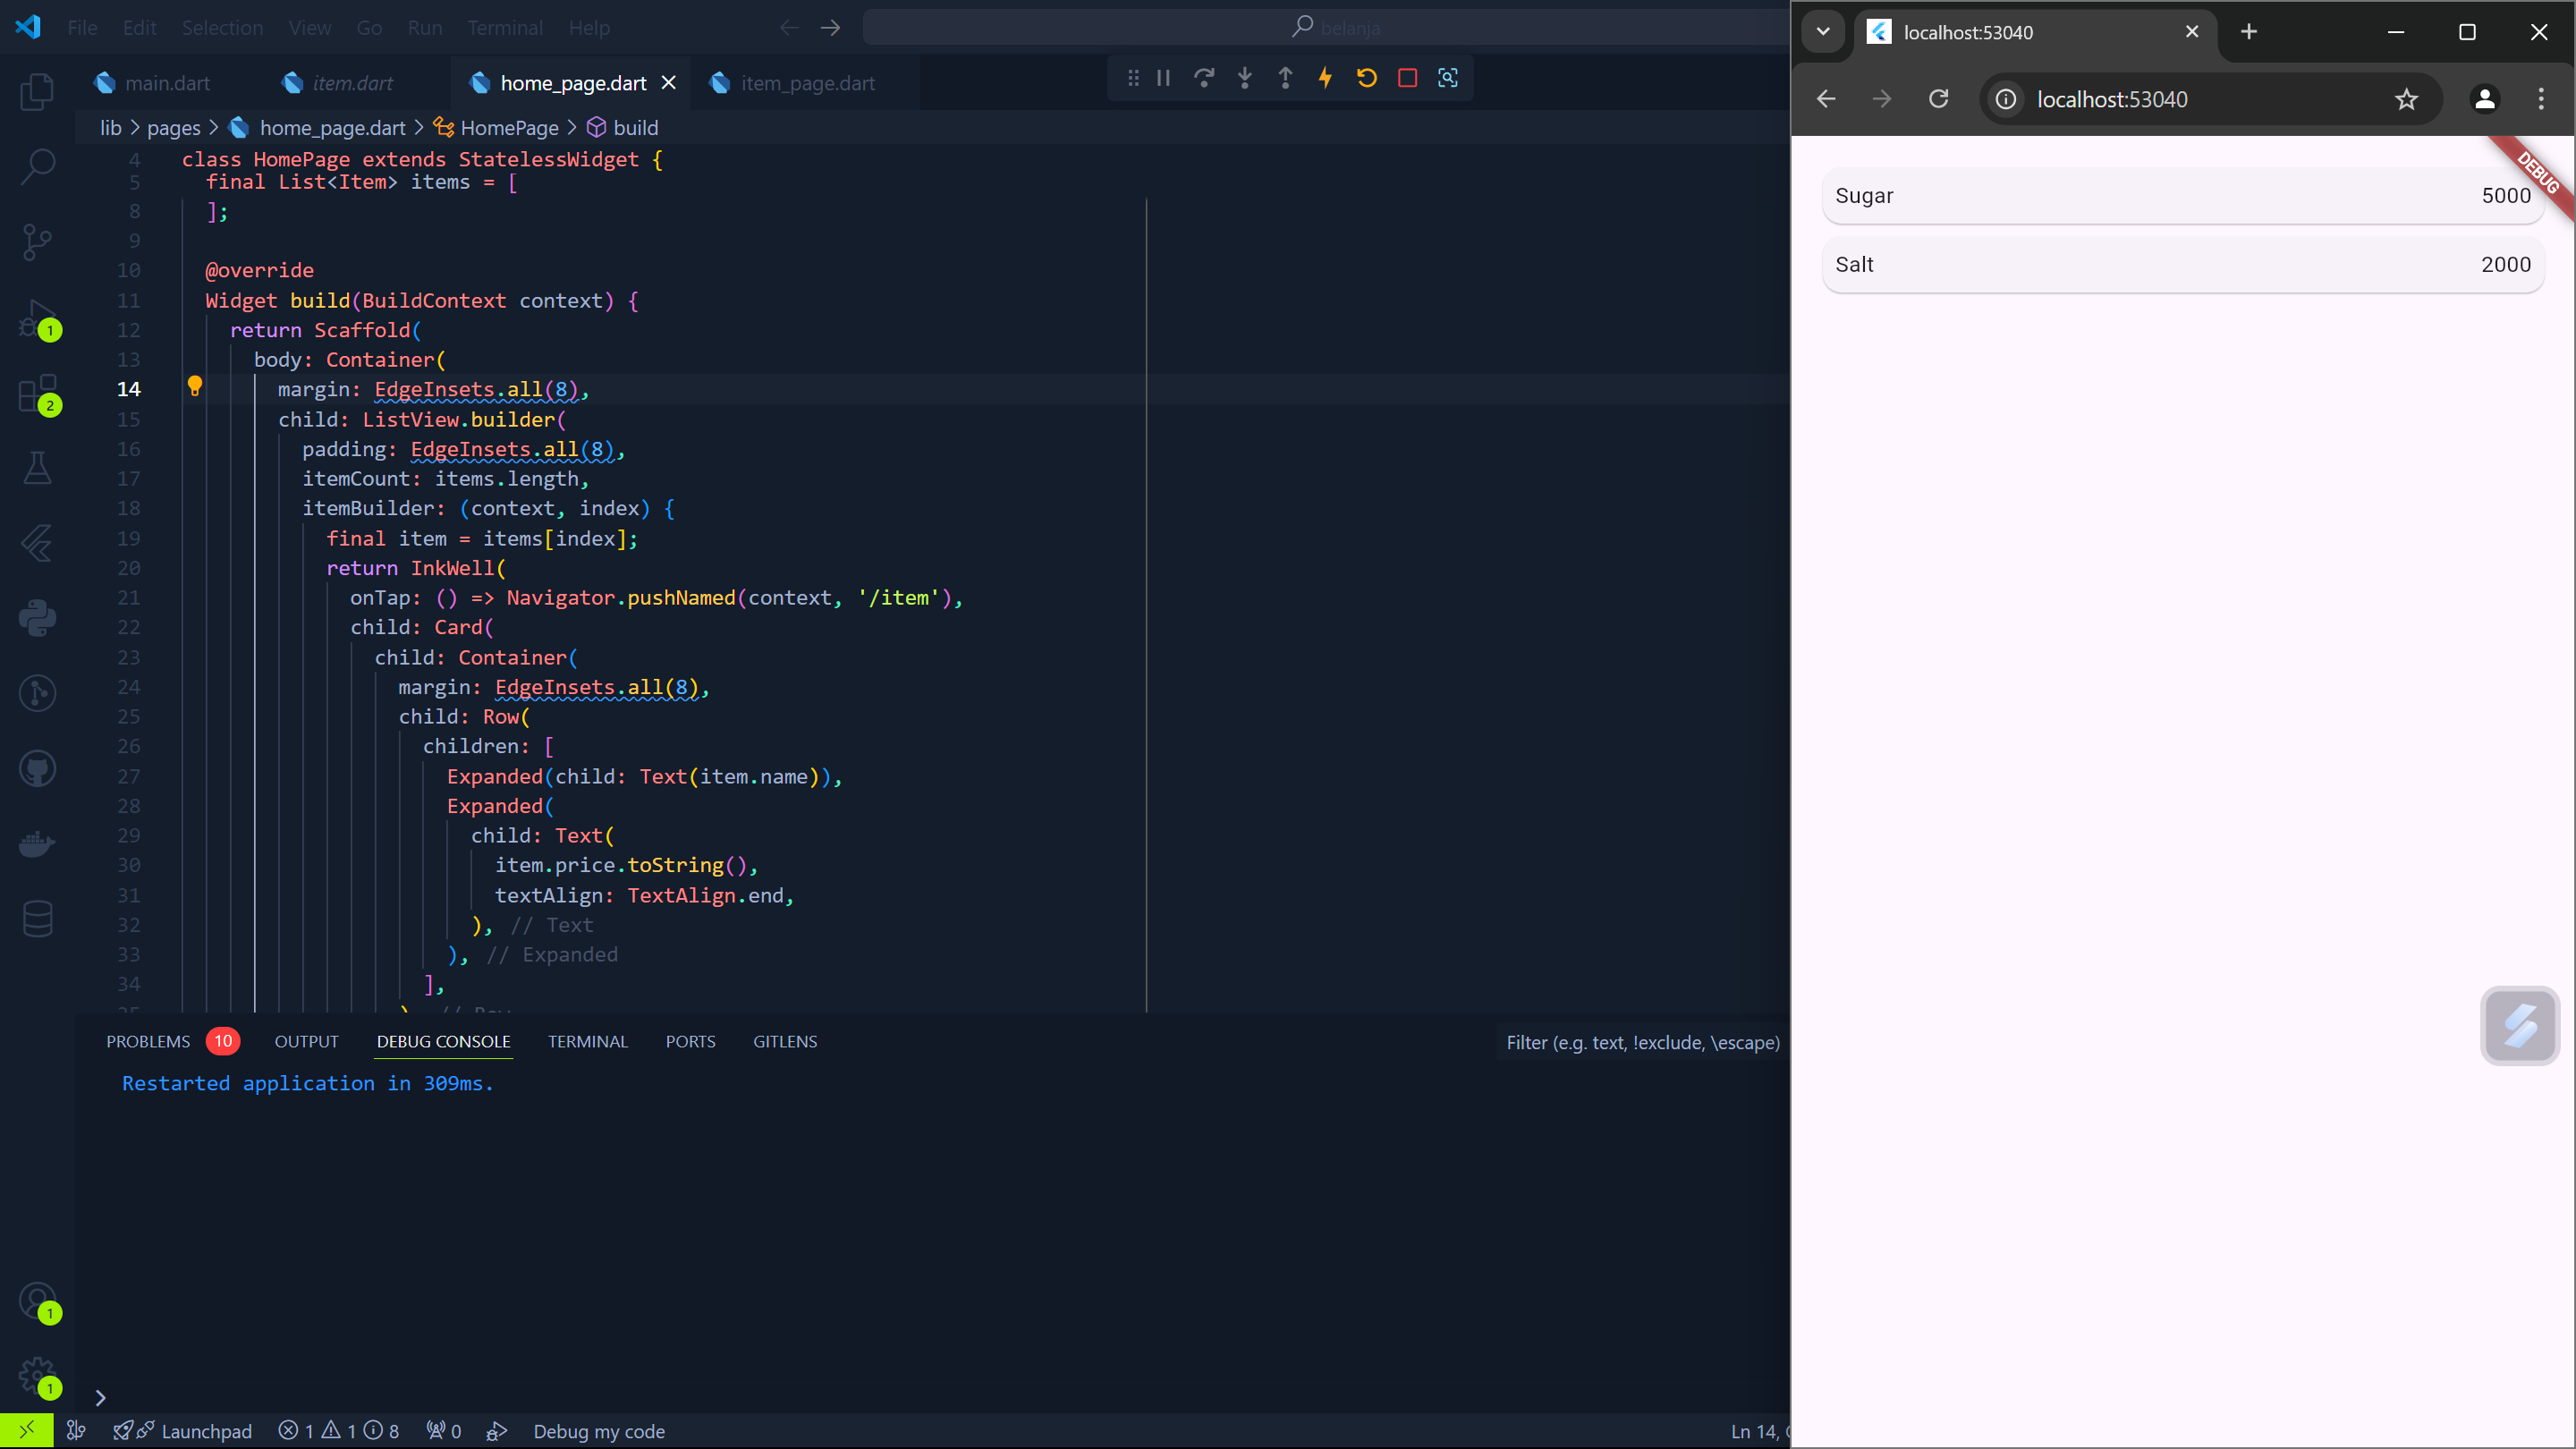 File Edit Selection View Go Run Terminal Help
belanja
main.dart item.dart home_page.dart item_page.dart
lib > pages > home_page.dart > HomePage > build
4 class HomePage extends StatelessWidget {
5 final List<Item> items = [
8 ];
9
10 @override
11 Widget build(BuildContext context) {
12 return Scaffold(
13 body: Container(
14 margin: EdgeInsets.all(8),
15 child: ListView.builder(
16 padding: EdgeInsets.all(8),
17 itemCount: items.length,
18 itemBuilder: (context, index) {
19 final item = items[index];
20 return InkWell(
21 onTap: () => Navigator.pushNamed(context, '/item'),
22 child: Card(
23 child: Container(
24 margin: EdgeInsets.all(8),
25 child: Row(
26 children: [
27 Expanded(child: Text(item.name)),
28 Expanded(
29 child: Text(
30 item.price.toString(),
31 textAlign: TextAlign.end,
32 ), // Text
33 ), // Expanded
34 ],
1
2
1
1
PROBLEMS 10 OUTPUT DEBUG CONSOLE TERMINAL PORTS GITLENS
Filter (e.g. text, !exclude, \escape)
Restarted application in 309ms.
>
Launchpad 1 1 8 0 Debug my code
Ln 14,
localhost:53040
localhost:53040
DEBUG
Sugar 5000
Salt 2000